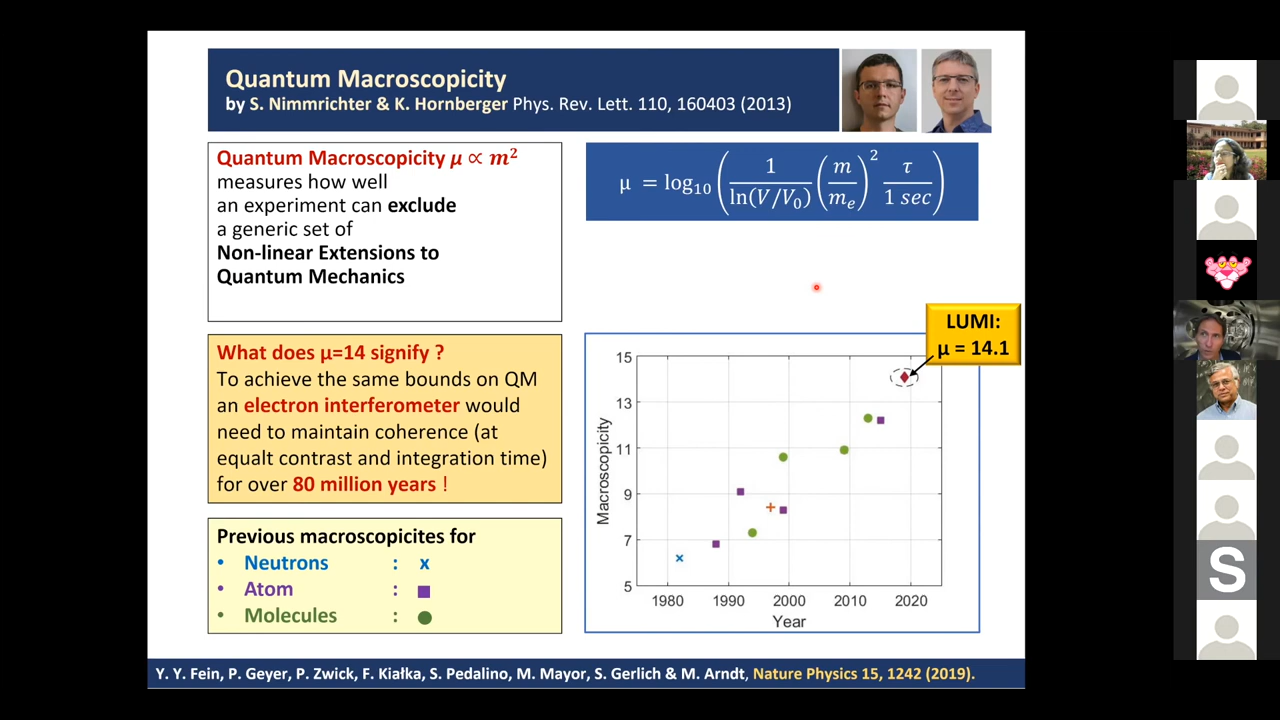 Quantum Macroscopicity
by S. Nimmrichter & K. Hornberger Phys. Rev. Lett. 110, 160403 (2013)
Quantum Macroscopicity μ ∝ m²
measures how well
an experiment can exclude
a generic set of
Non-linear Extensions to
Quantum Mechanics
μ = log₁₀ ( 1 / ln(V/V₀) (m / mₑ)² τ / 1 sec )
What does μ=14 signify ?
To achieve the same bounds on QM
an electron interferometer would
need to maintain coherence (at
equalt contrast and integration time)
for over 80 million years !
Previous macroscopicites for
• Neutrons : x
• Atom : ■
• Molecules : ●
LUMI:
μ = 14.1
Macroscopicity
15
13
11
9
7
5
1980 1990 2000 2010 2020
Year
Y. Y. Fein, P. Geyer, P. Zwick, F. Kiałka, S. Pedalino, M. Mayor, S. Gerlich & M. Arndt, Nature Physics 15, 1242 (2019).
S